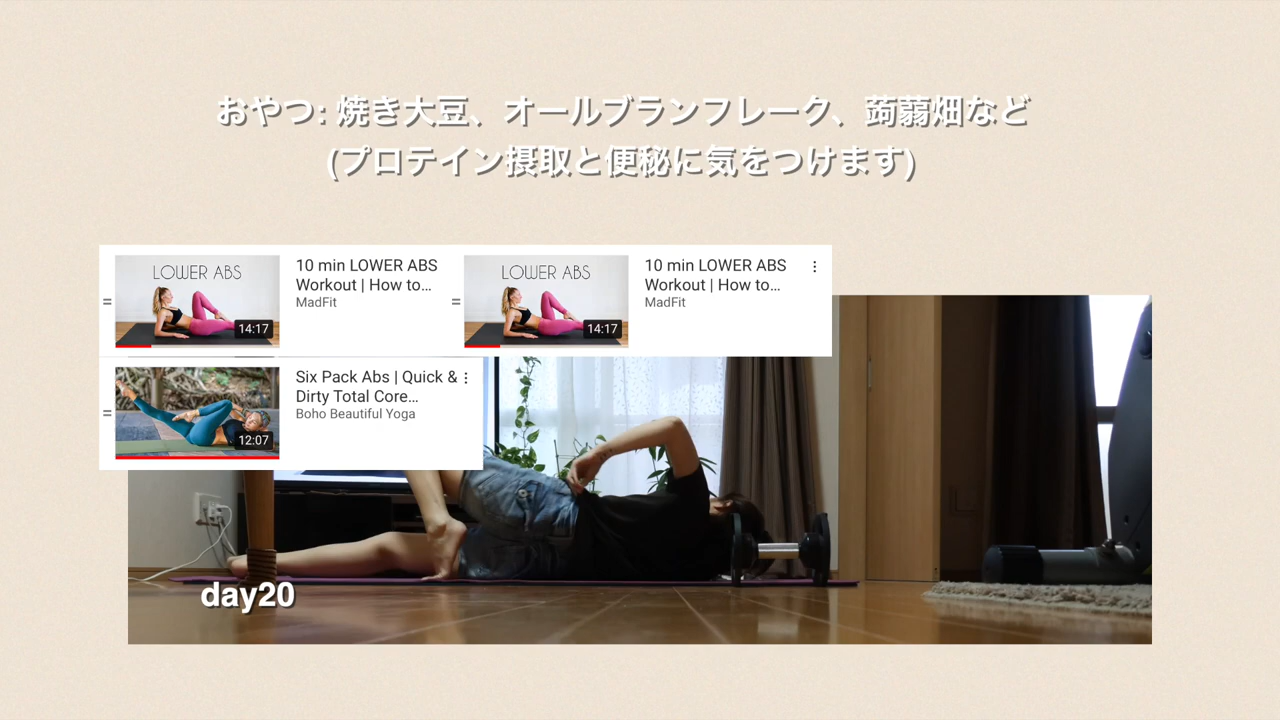 おやつ: 焼き大豆、オールブランフレーク、蒟蒻畑など
(プロテイン摂取と便秘に気をつけます)
LOWER ABS
14:17
10 min LOWER ABS
Workout | How to...
MadFit
LOWER ABS
14:17
10 min LOWER ABS
Workout | How to...
MadFit
12:07
Six Pack Abs | Quick &
Dirty Total Core...
Boho Beautiful Yoga
day20